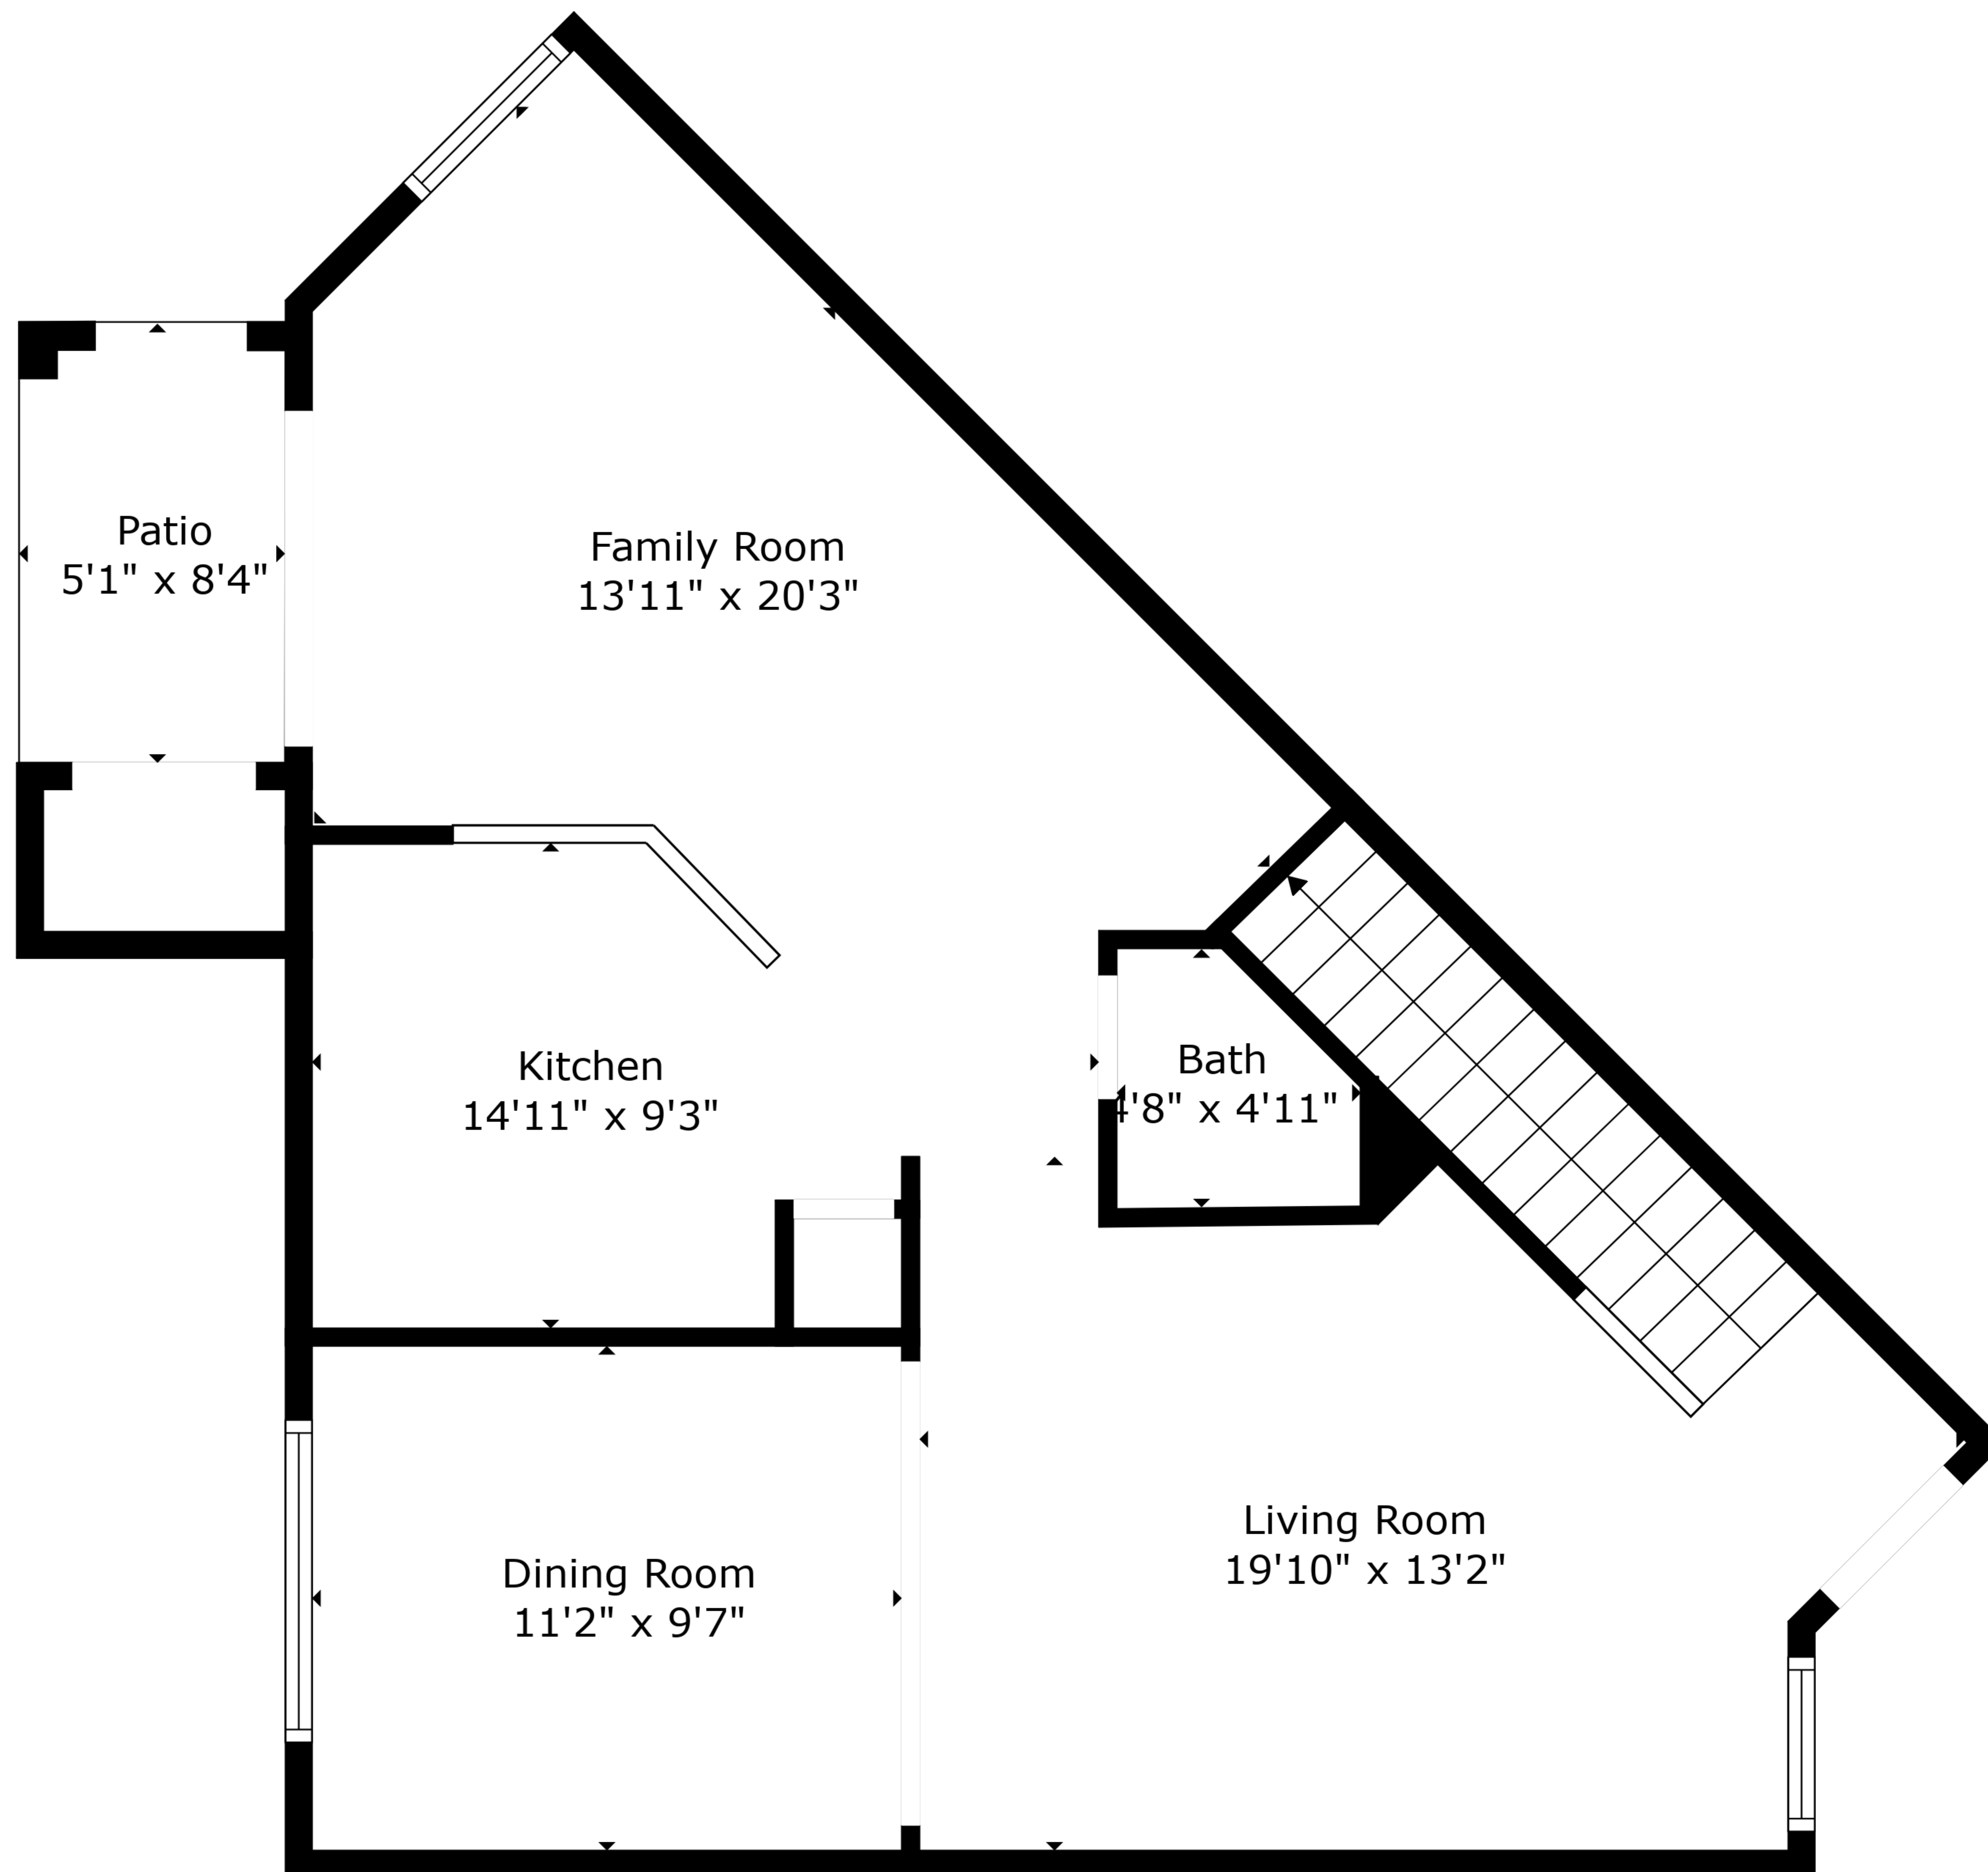 Patio
5'1" x 8'4"
Family Room
13'11" x 20'3"
Kitchen
14'11" x 9'3"
Bath
4'8" x 4'11"
Dining Room
11'2" x 9'7"
Living Room
19'10" x 13'2"